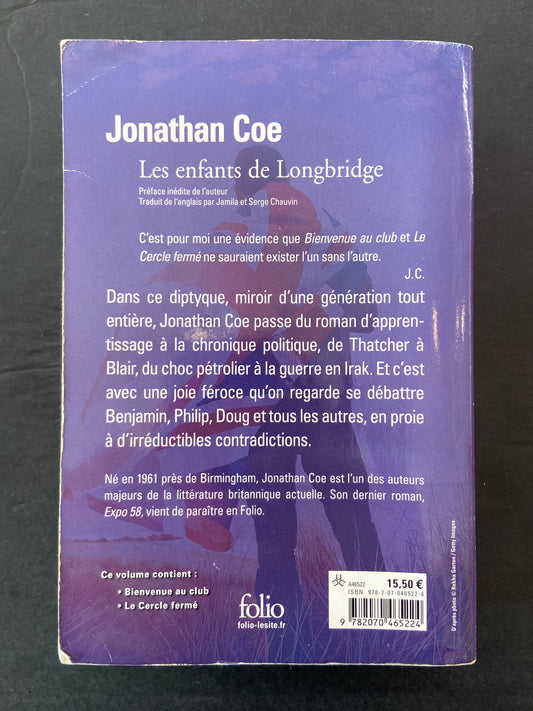 Jonathan Coe
Les enfants de Longbridge
Préface inédite de l'auteur
Traduit de l'anglais par Jamila et Serge Chauvin
C'est pour moi une évidence que Bienvenue au club et Le
Cercle fermé ne sauraient exister l'un sans l'autre.
J.C.
Dans ce diptyque, miroir d'une génération tout
entière, Jonathan Coe passe du roman d'appren-
tissage à la chronique politique, de Thatcher à
Blair, du choc pétrolier à la guerre en Irak. Et c'est
avec une joie féroce qu'on regarde se débattre
Benjamin, Philip, Doug et tous les autres, en proie
à d'irréductibles contradictions.
Né en 1961 près de Birmingham, Jonathan Coe est l'un des auteurs
majeurs de la littérature britannique actuelle. Son dernier roman,
Expo 58, vient de paraître en Folio.
Ce volume contient :
• Bienvenue au club
• Le Cercle fermé
folio
folio-lesite.fr
A46522 15,50 €
ISBN 978-2-07-046522-4
9 782070 465224
D'après photo © Rekha Garton / Getty Images.